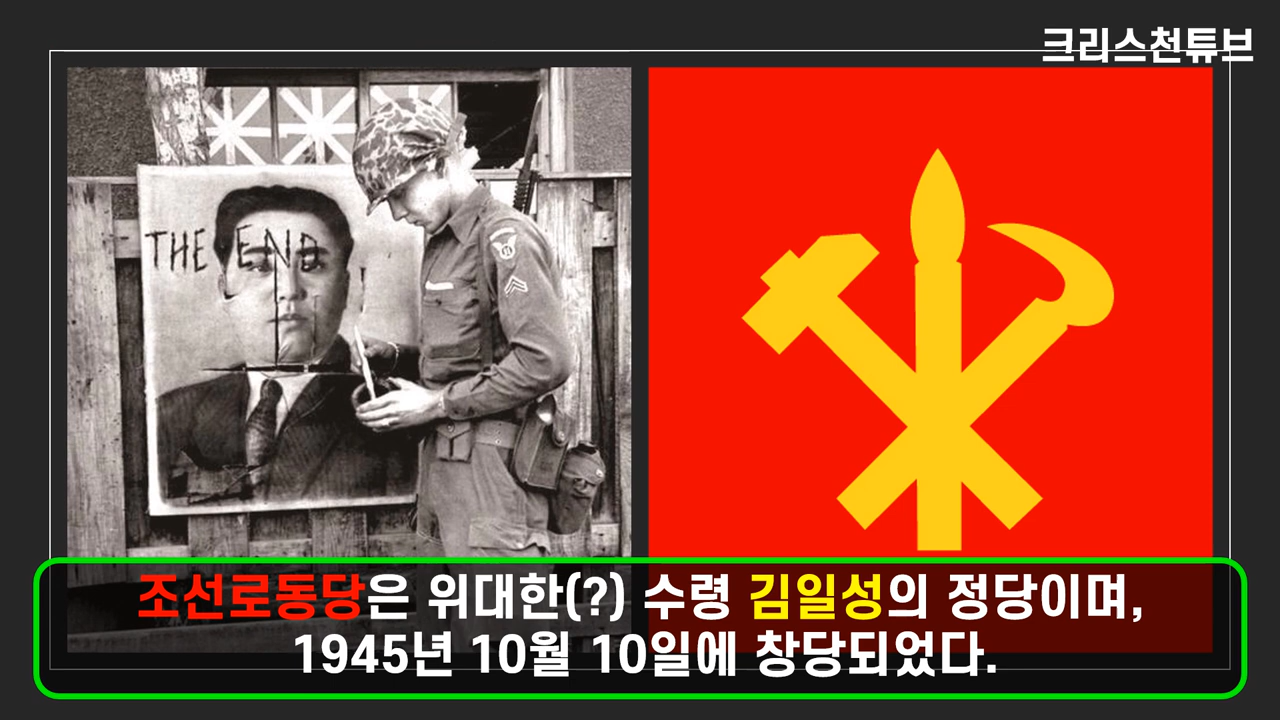 크리스천튜브
THE END
조선로동당은 위대한(?) 수령 김일성의 정당이며,
1945년 10월 10일에 창당되었다.